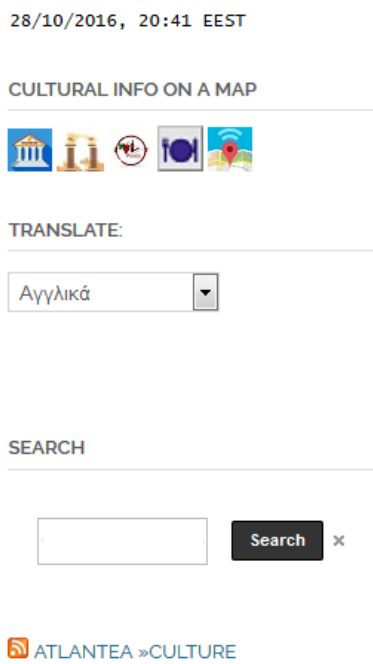 28/10/2016, 20:41 EEST
CULTURAL INFO ON A MAP
TRANSLATE:
Αγγλικά
SEARCH
Search ×
ATLANTEA »CULTURE